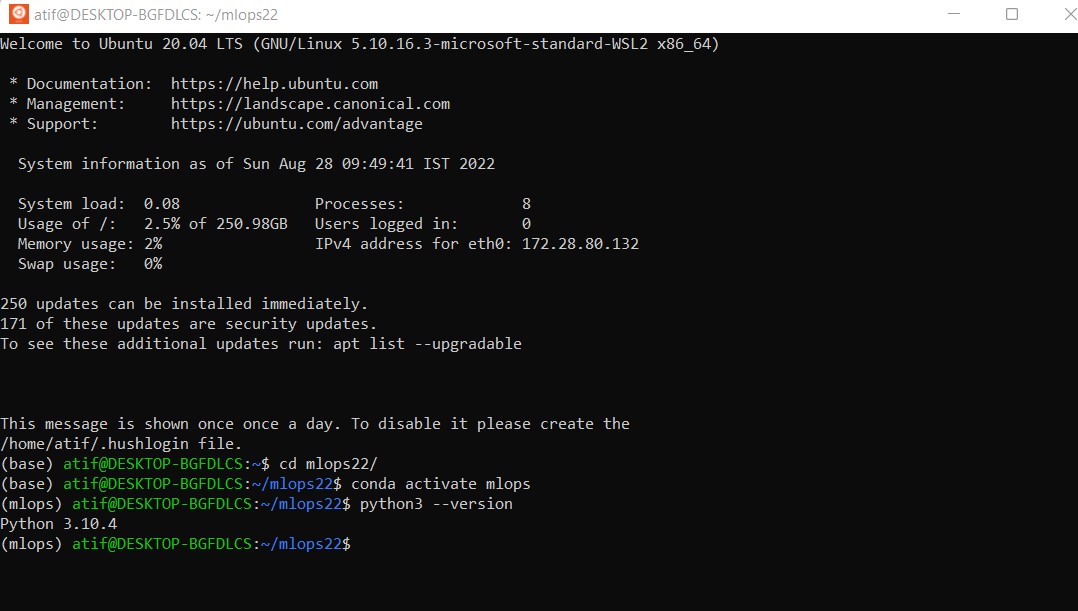 atif@DESKTOP-BGFDLCS: ~/mlops22
Welcome to Ubuntu 20.04 LTS (GNU/Linux 5.10.16.3-microsoft-standard-WSL2 x86_64)
* Documentation:  https://help.ubuntu.com
* Management:     https://landscape.canonical.com
* Support:        https://ubuntu.com/advantage
System information as of Sun Aug 28 09:49:41 IST 2022
System load:  0.08               Processes:             8
Usage of /:   2.5% of 250.98GB   Users logged in:       0
Memory usage: 2%                 IPv4 address for eth0: 172.28.80.132
Swap usage:   0%
250 updates can be installed immediately.
171 of these updates are security updates.
To see these additional updates run: apt list --upgradable
This message is shown once once a day. To disable it please create the
/home/atif/.hushlogin file.
(base) atif@DESKTOP-BGFDLCS:~$ cd mlops22/
(base) atif@DESKTOP-BGFDLCS:~/mlops22$ conda activate mlops
(mlops) atif@DESKTOP-BGFDLCS:~/mlops22$ python3 --version
Python 3.10.4
(mlops) atif@DESKTOP-BGFDLCS:~/mlops22$